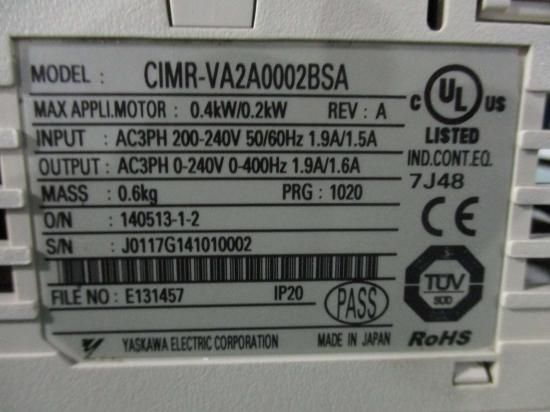 MODEL : CIMR-VA2A0002BSA
MAX APPLI.MOTOR : 0.4kW/0.2kW REV : A
INPUT : AC3PH 200-240V 50/60Hz 1.9A/1.5A
OUTPUT : AC3PH 0-240V 0-400Hz 1.9A/1.6A
MASS : 0.6kg PRG : 1020
O/N : 140513-1-2
S/N : J0117G141010002
FILE NO : E131457 IP20
PASS
YASKAWA ELECTRIC CORPORATION MADE IN JAPAN
C UL US
LISTED
IND.CONT.EQ.
7J48
CE
TÜV
SÜD
RoHS